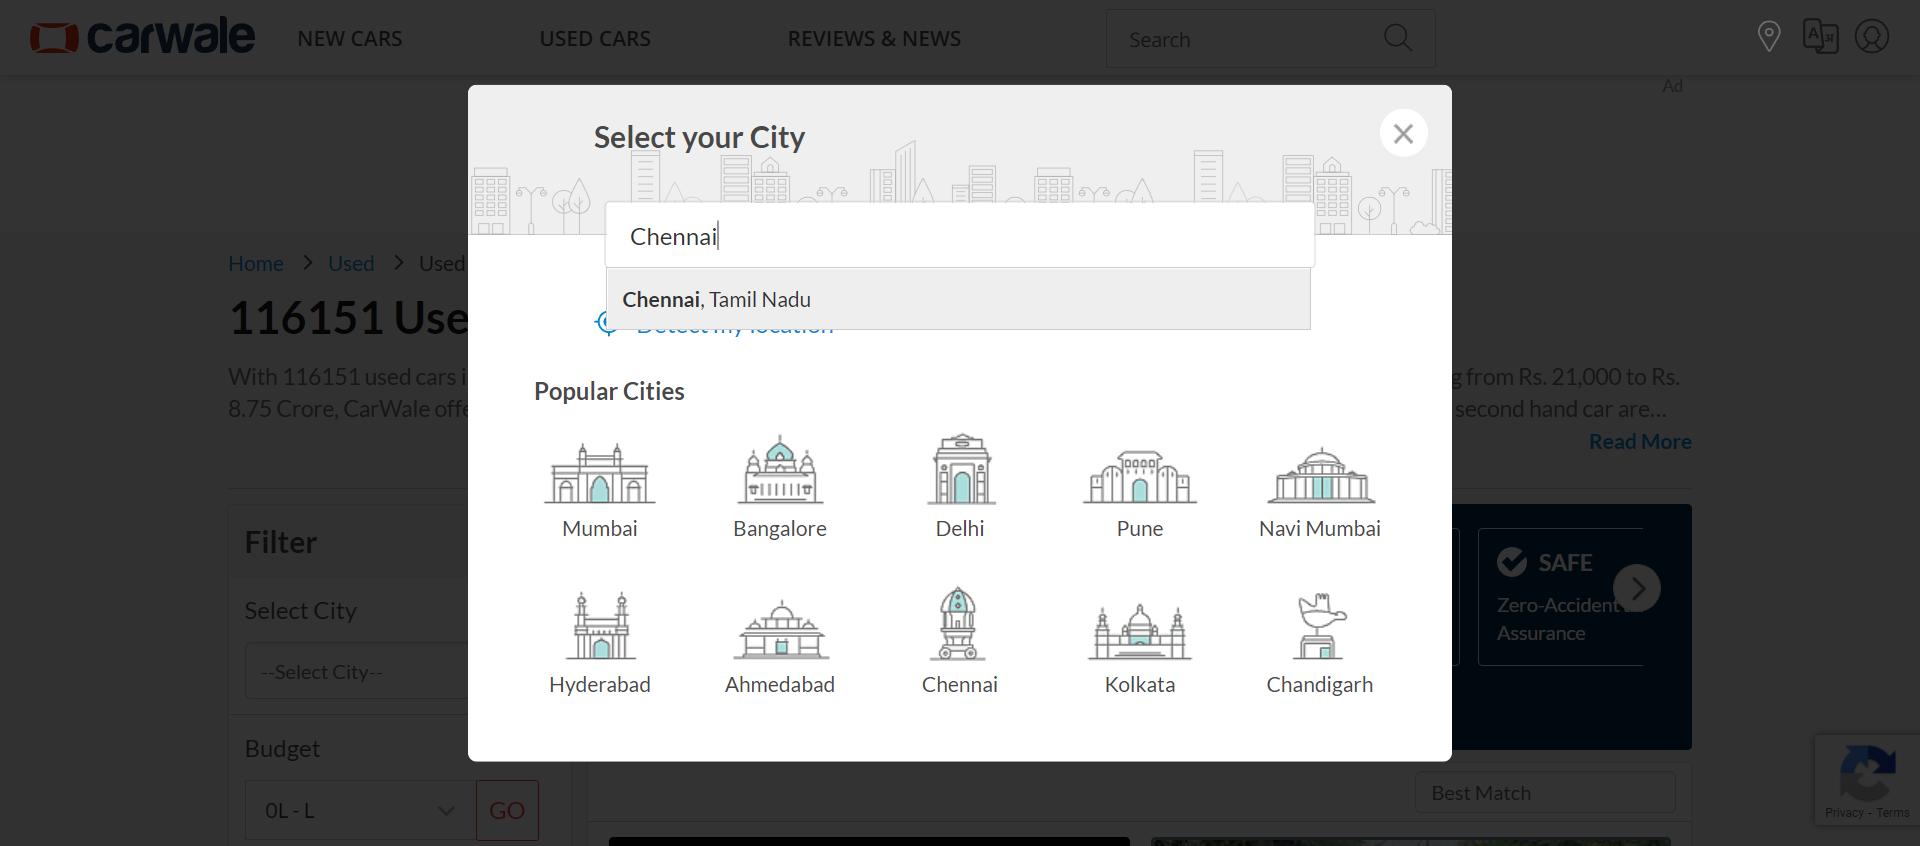 carwale
NEW CARS
USED CARS
REVIEWS & NEWS
Search
Ad
Select your City
Chennai
Chennai, Tamil Nadu
Detect my location
Home > Used > Used
116151 Use
With 116151 used cars i
g from Rs. 21,000 to Rs.
8.75 Crore, CarWale offe
second hand car are...
Read More
Popular Cities
Mumbai
Bangalore
Delhi
Pune
Navi Mumbai
Hyderabad
Ahmedabad
Chennai
Kolkata
Chandigarh
Filter
Select City
--Select City--
Budget
0L - L
GO
SAFE
Zero-Accident
Assurance
Best Match
Privacy - Terms